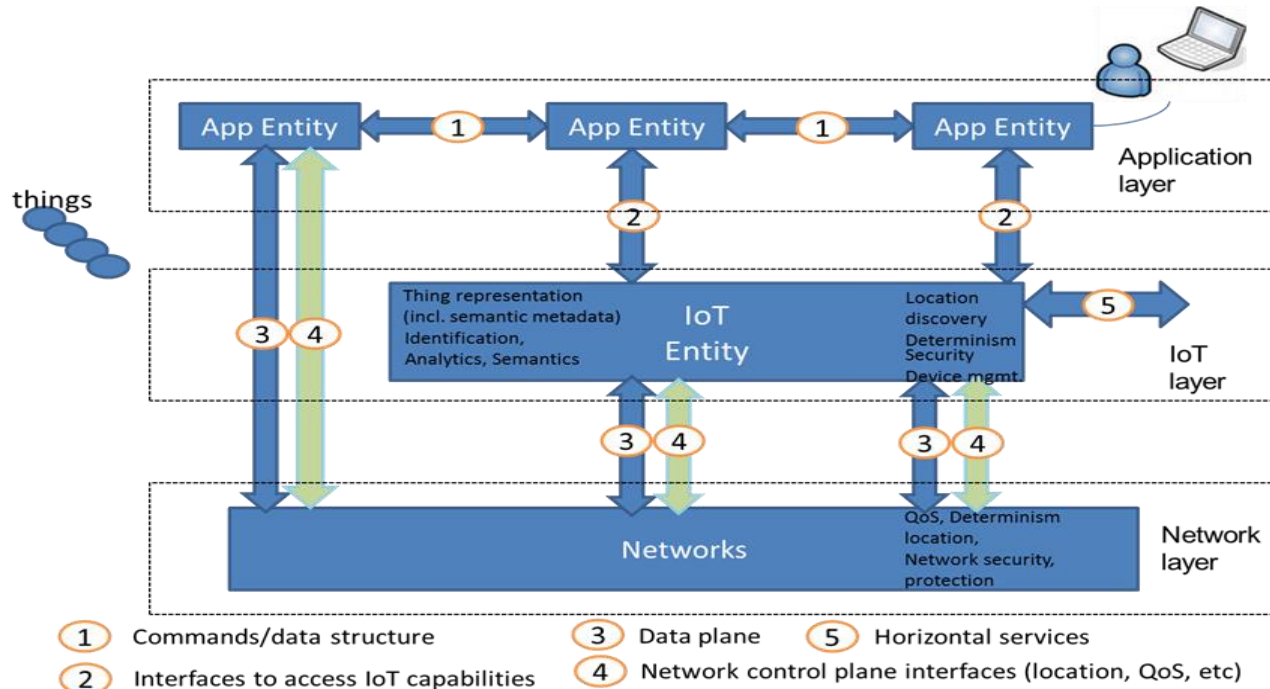 App Entity
1
App Entity
1
App Entity
Application
layer
things
2
2
Thing representation
(incl. semantic metadata)
Identification,
Analytics, Semantics
IoT
Entity
Location
discovery
Determinism
Security
Device mgmt.
5
IoT
layer
3
4
3
4
3
4
Networks
QoS, Determinism
location,
Network security,
protection
Network
layer
1 Commands/data structure
3 Data plane
5 Horizontal services
2 Interfaces to access IoT capabilities
4 Network control plane interfaces (location, QoS, etc)